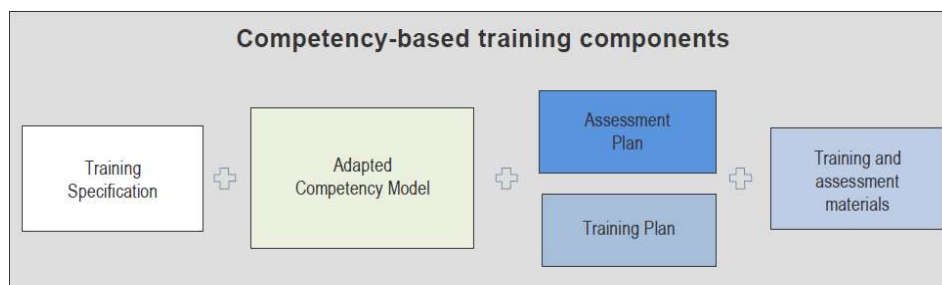 Competency-based training components
Training
Specification
Adapted
Competency Model
Assessment
Plan
Training Plan
Training and
assessment
materials